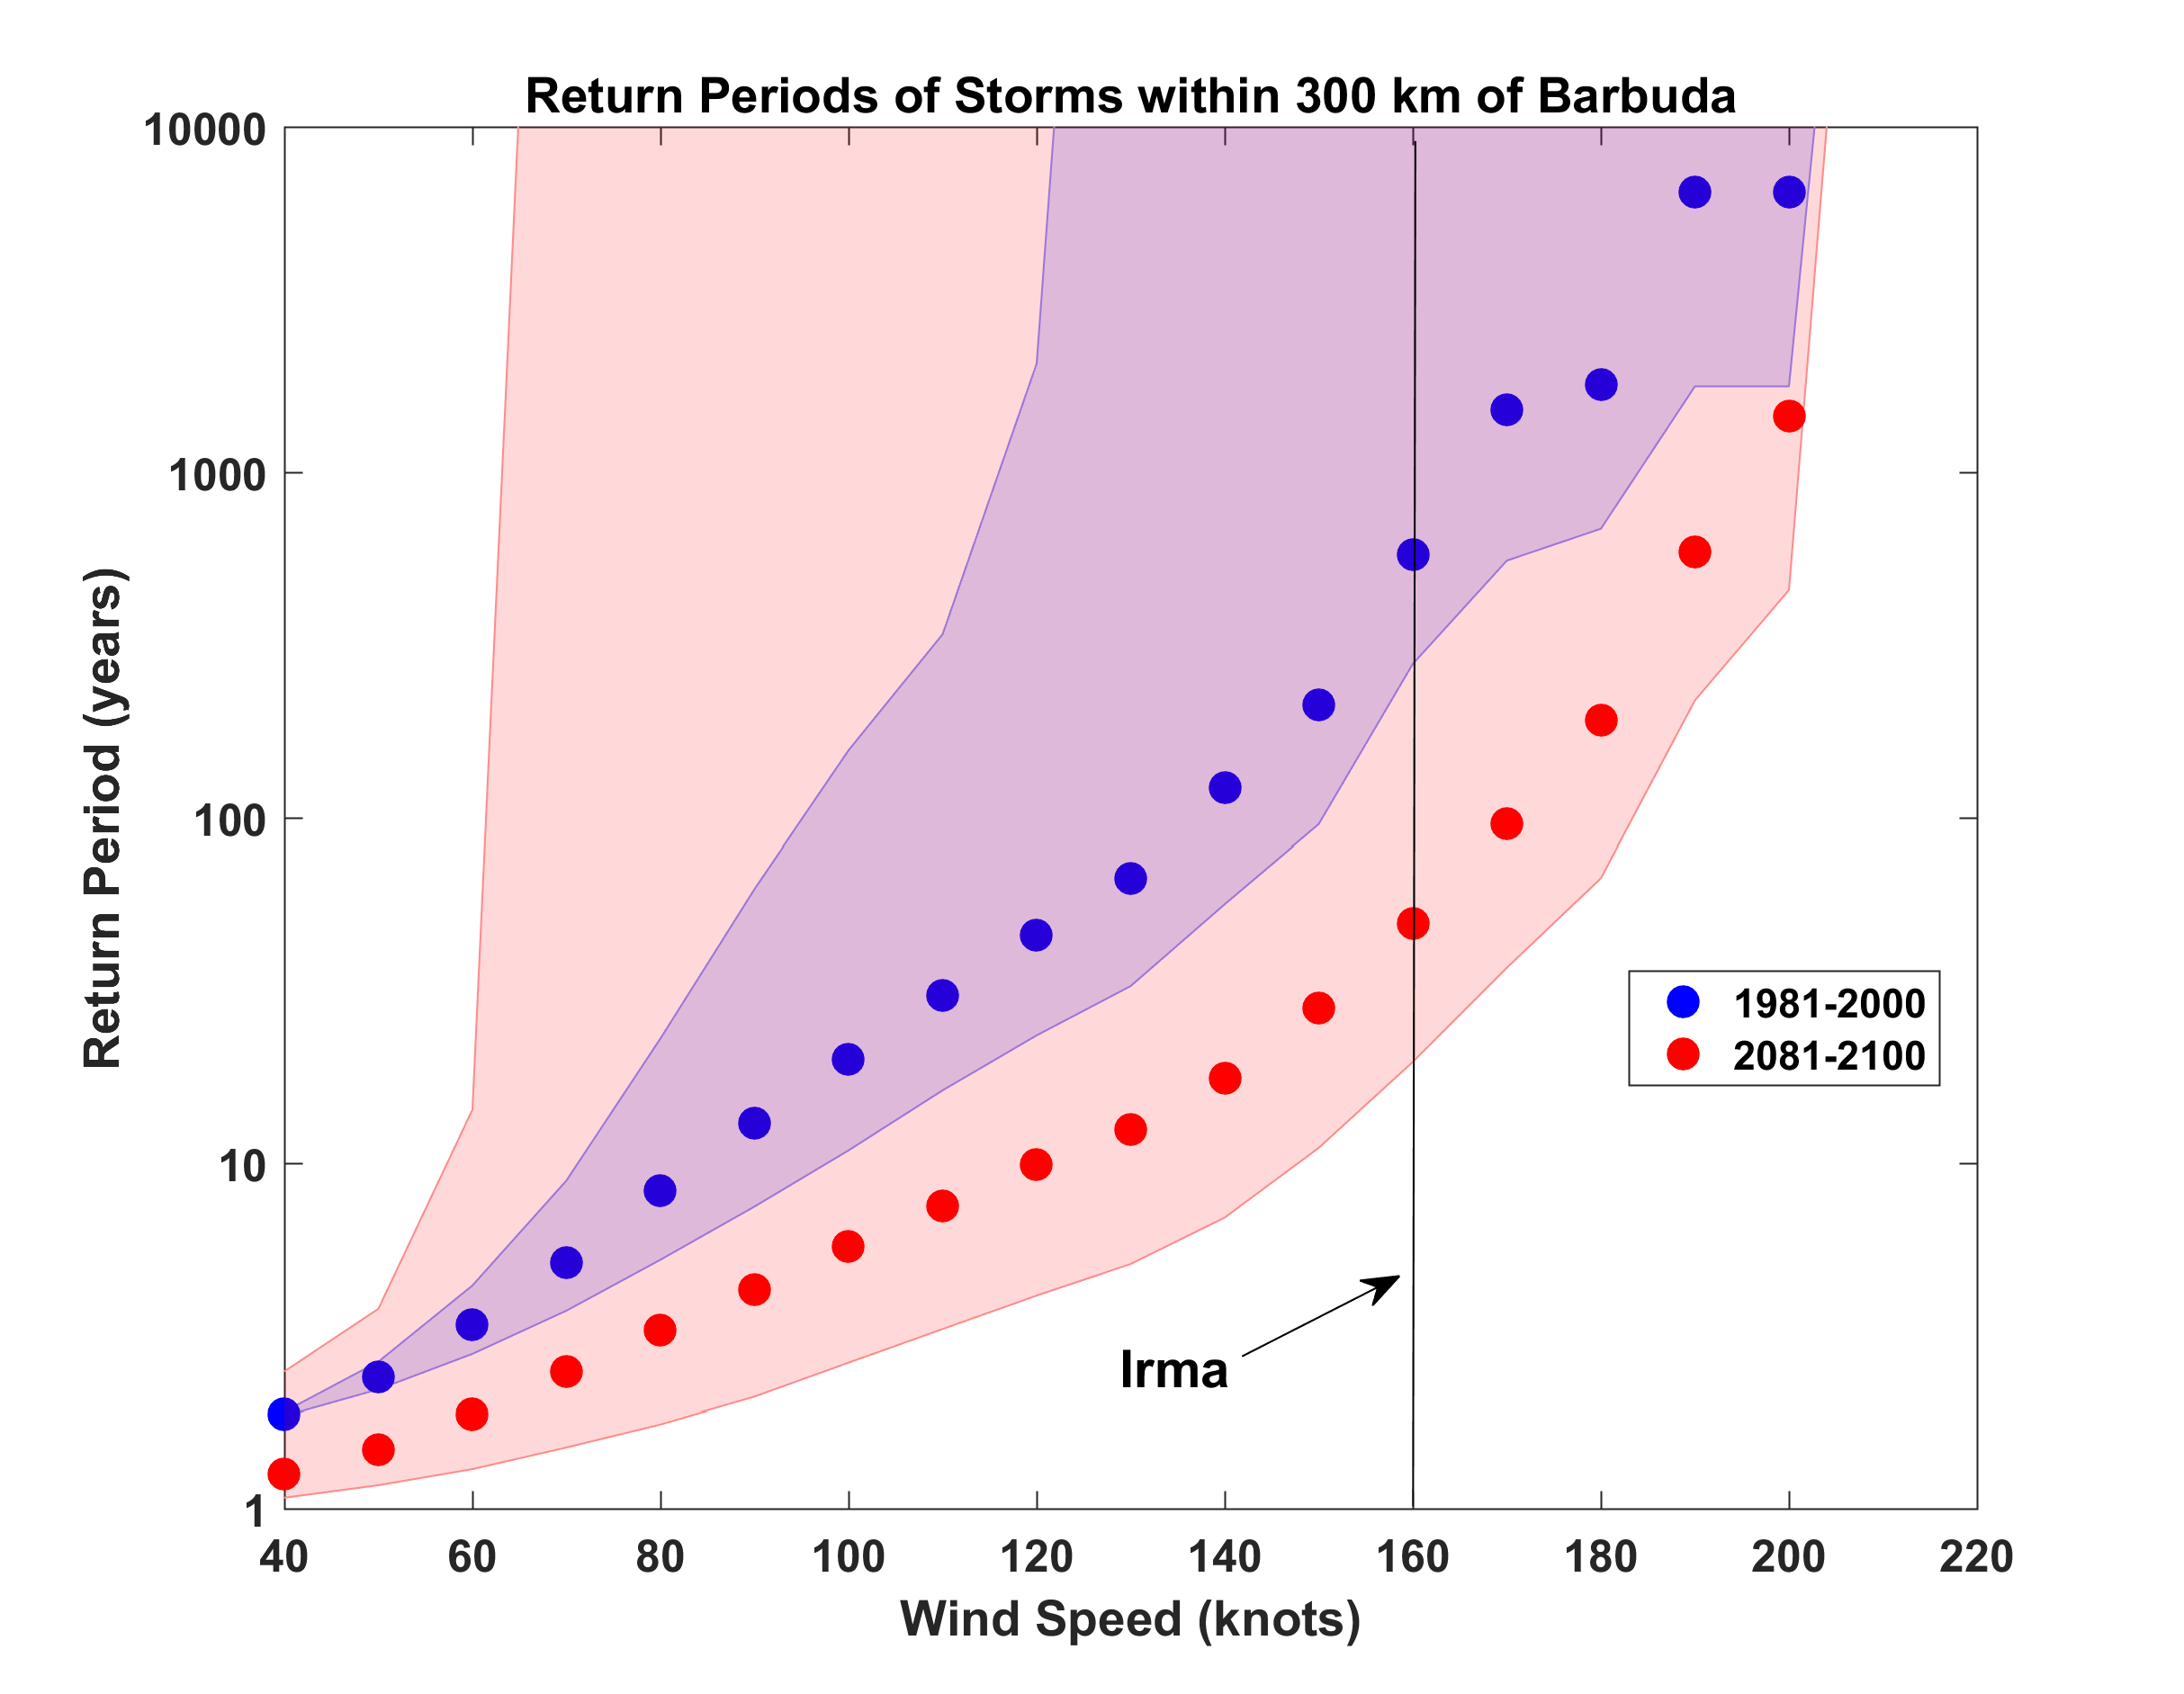 Return Periods of Storms within 300 km of Barbuda
10000
1000
100
10
1
Return Period (years)
1981-2000
2081-2100
Irma
40 60 80 100 120 140 160 180 200 220
Wind Speed (knots)